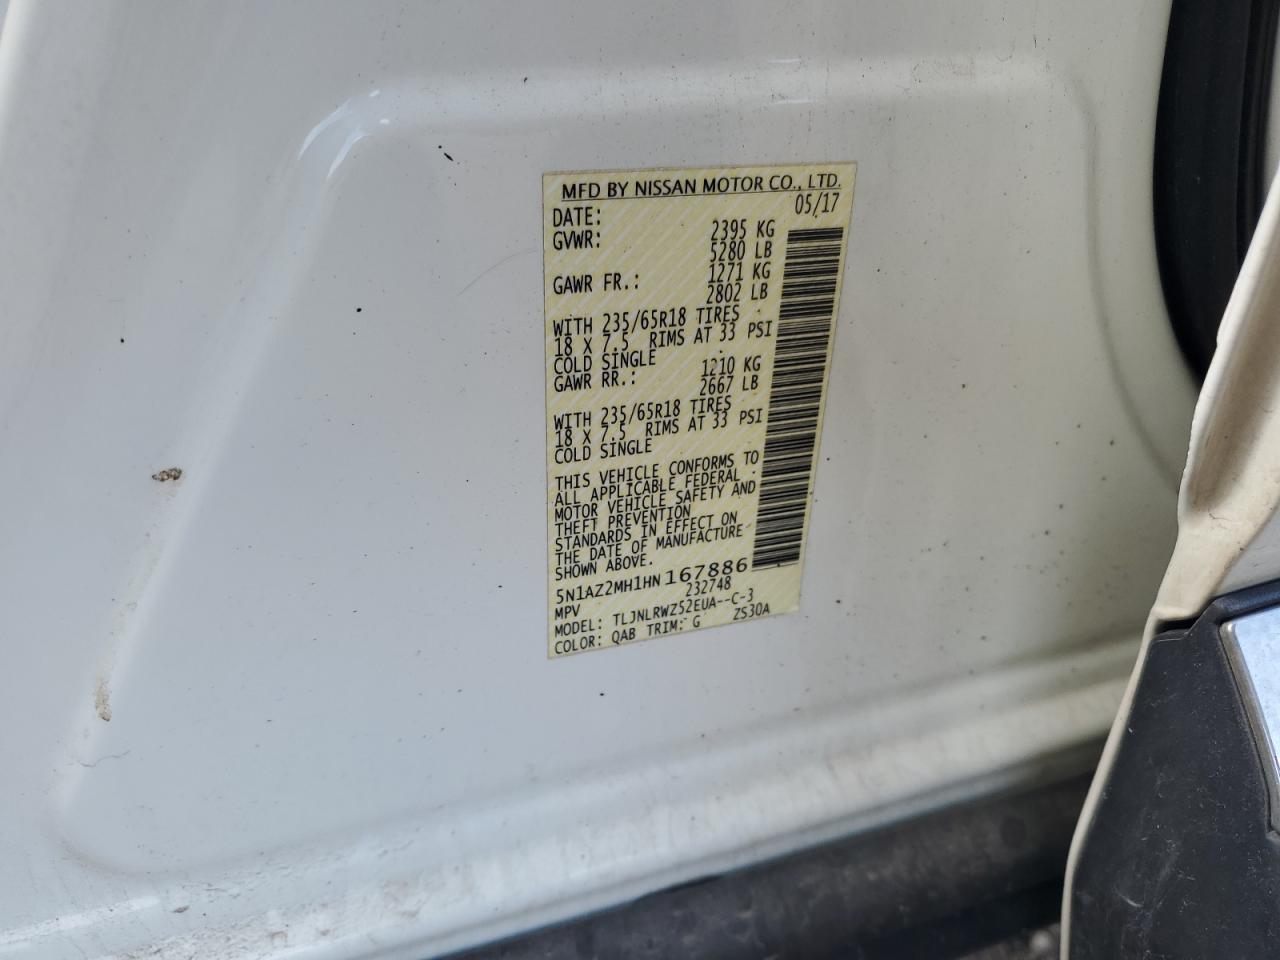 MFD BY NISSAN MOTOR CO., LTD.
DATE: 05/17
GVWR: 2395 KG
5280 LB
GAWR FR.: 1271 KG
2802 LB
WITH 235/65R18 TIRES
18 X 7.5 RIMS AT 33 PSI
COLD SINGLE
GAWR RR.: 1210 KG
2667 LB
WITH 235/65R18 TIRES
18 X 7.5 RIMS AT 33 PSI
COLD SINGLE
THIS VEHICLE CONFORMS TO
ALL APPLICABLE FEDERAL
MOTOR VEHICLE SAFETY AND
THEFT PREVENTION
STANDARDS IN EFFECT ON
THE DATE OF MANUFACTURE
SHOWN ABOVE.
5N1AZ2MH1HN167886
MPV 232748
MODEL: TLJNLRWZ52EUA--C-3
COLOR: QAB TRIM: G ZS30A